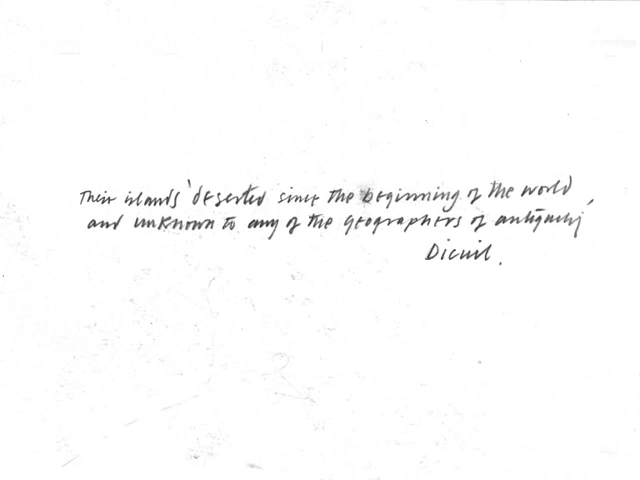 Their islands 'deserted since the beginning of the world,
and unknown to any of the geographers of antiquity'
Dicuil.